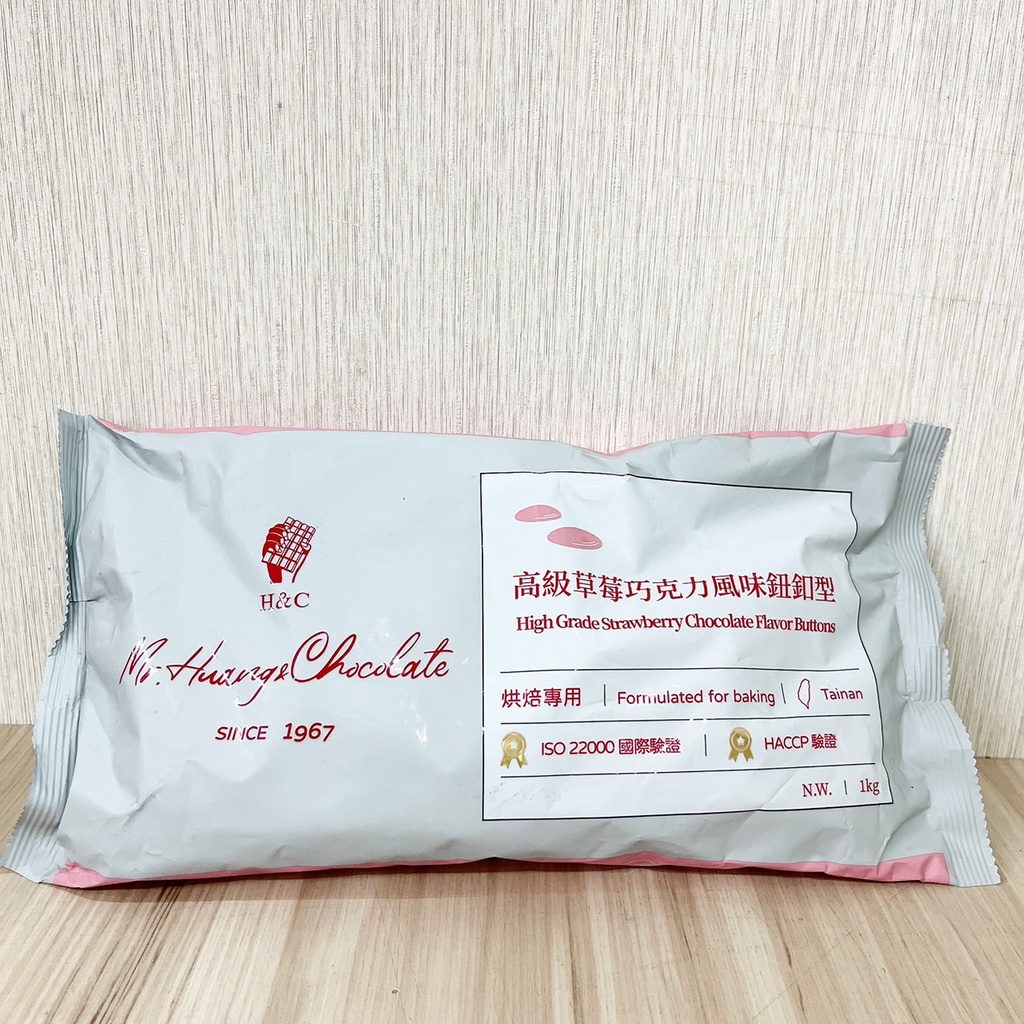 H&C
Mr. Huang & Chocolate
SINCE 1967
高級草莓巧克力風味鈕釦型
High Grade Strawberry Chocolate Flavor Buttons
烘焙專用 | Formulated for baking | Tainan
ISO 22000 國際驗證 | HACCP 驗證
N.W. | 1kg